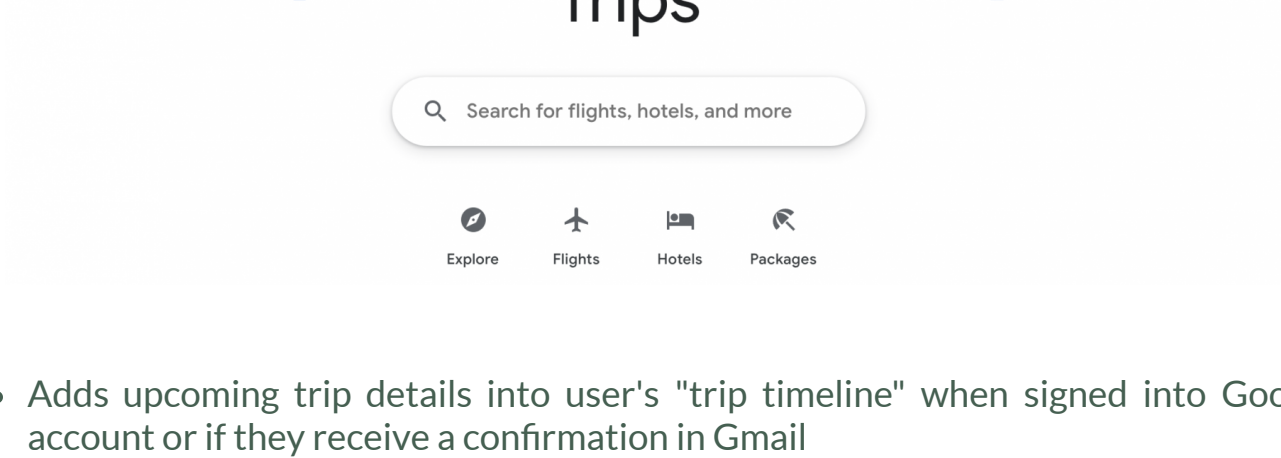 Trips
Search for flights, hotels, and more
Explore Flights Hotels Packages
• Adds upcoming trip details into user's "trip timeline" when signed into
account or if they receive a confirmation in Gmail